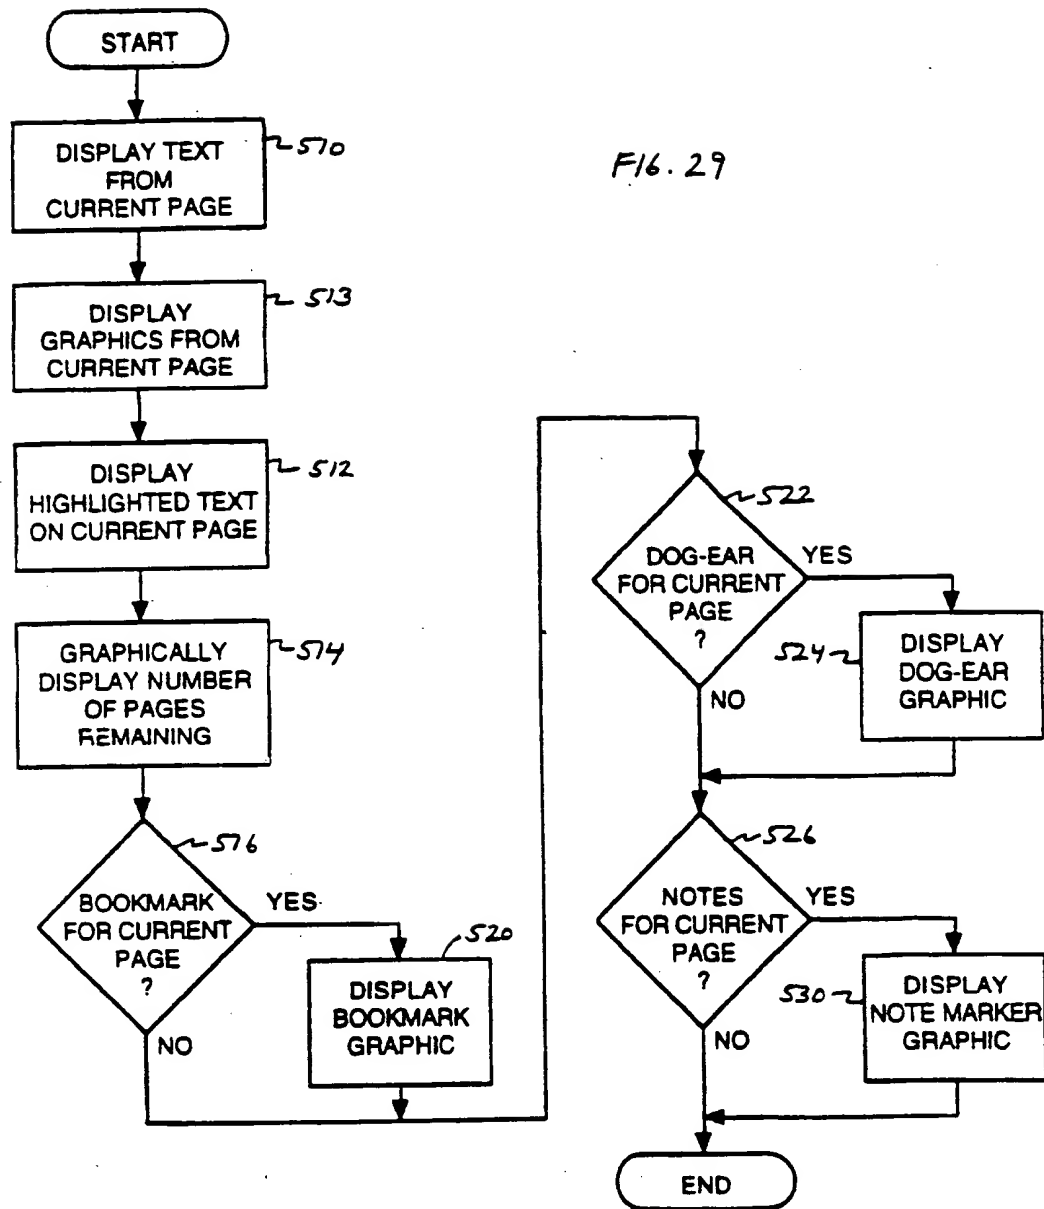 START
DISPLAY TEXT
FROM
CURRENT PAGE
510
FIG. 29
DISPLAY
GRAPHICS FROM
CURRENT PAGE
513
DISPLAY
HIGHLIGHTED TEXT
ON CURRENT PAGE
512
GRAPHICALLY
DISPLAY NUMBER
OF PAGES
REMAINING
514
516
BOOKMARK
FOR CURRENT
PAGE
?
YES
NO
520
DISPLAY
BOOKMARK
GRAPHIC
522
DOG-EAR
FOR CURRENT
PAGE
?
YES
NO
524
DISPLAY
DOG-EAR
GRAPHIC
526
NOTES
FOR CURRENT
PAGE
?
YES
NO
530
DISPLAY
NOTE MARKER
GRAPHIC
END